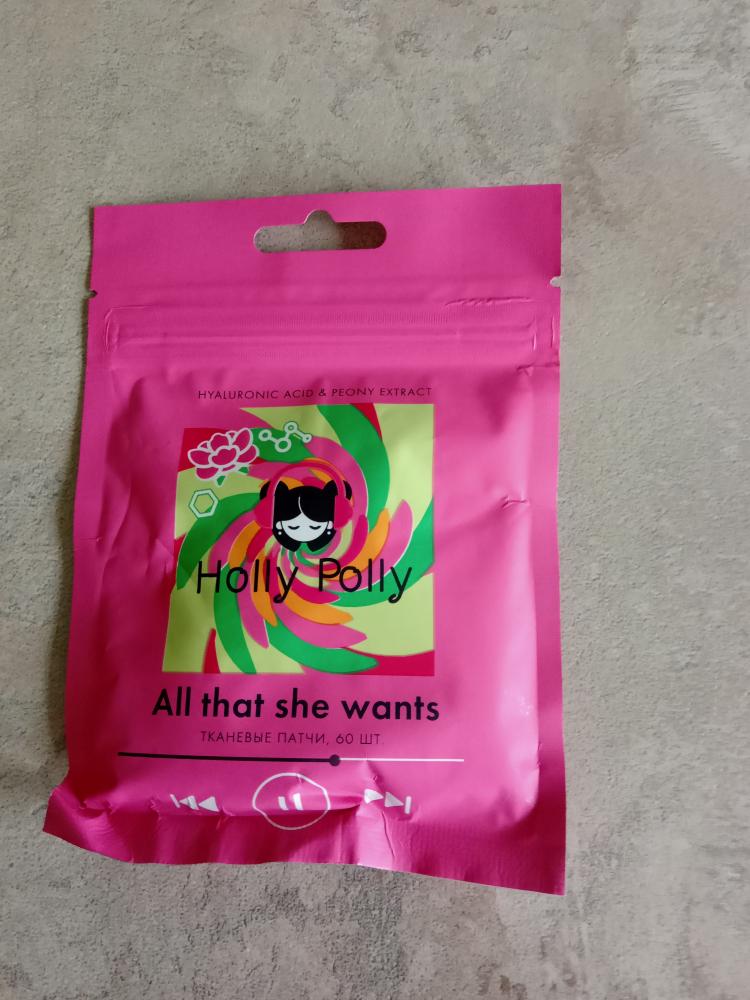 HYALURONIC ACID & PEONY EXTRACT
Holly Polly
All that she wants
ТКАНЕВЫЕ ПАТЧИ, 60 ШТ.